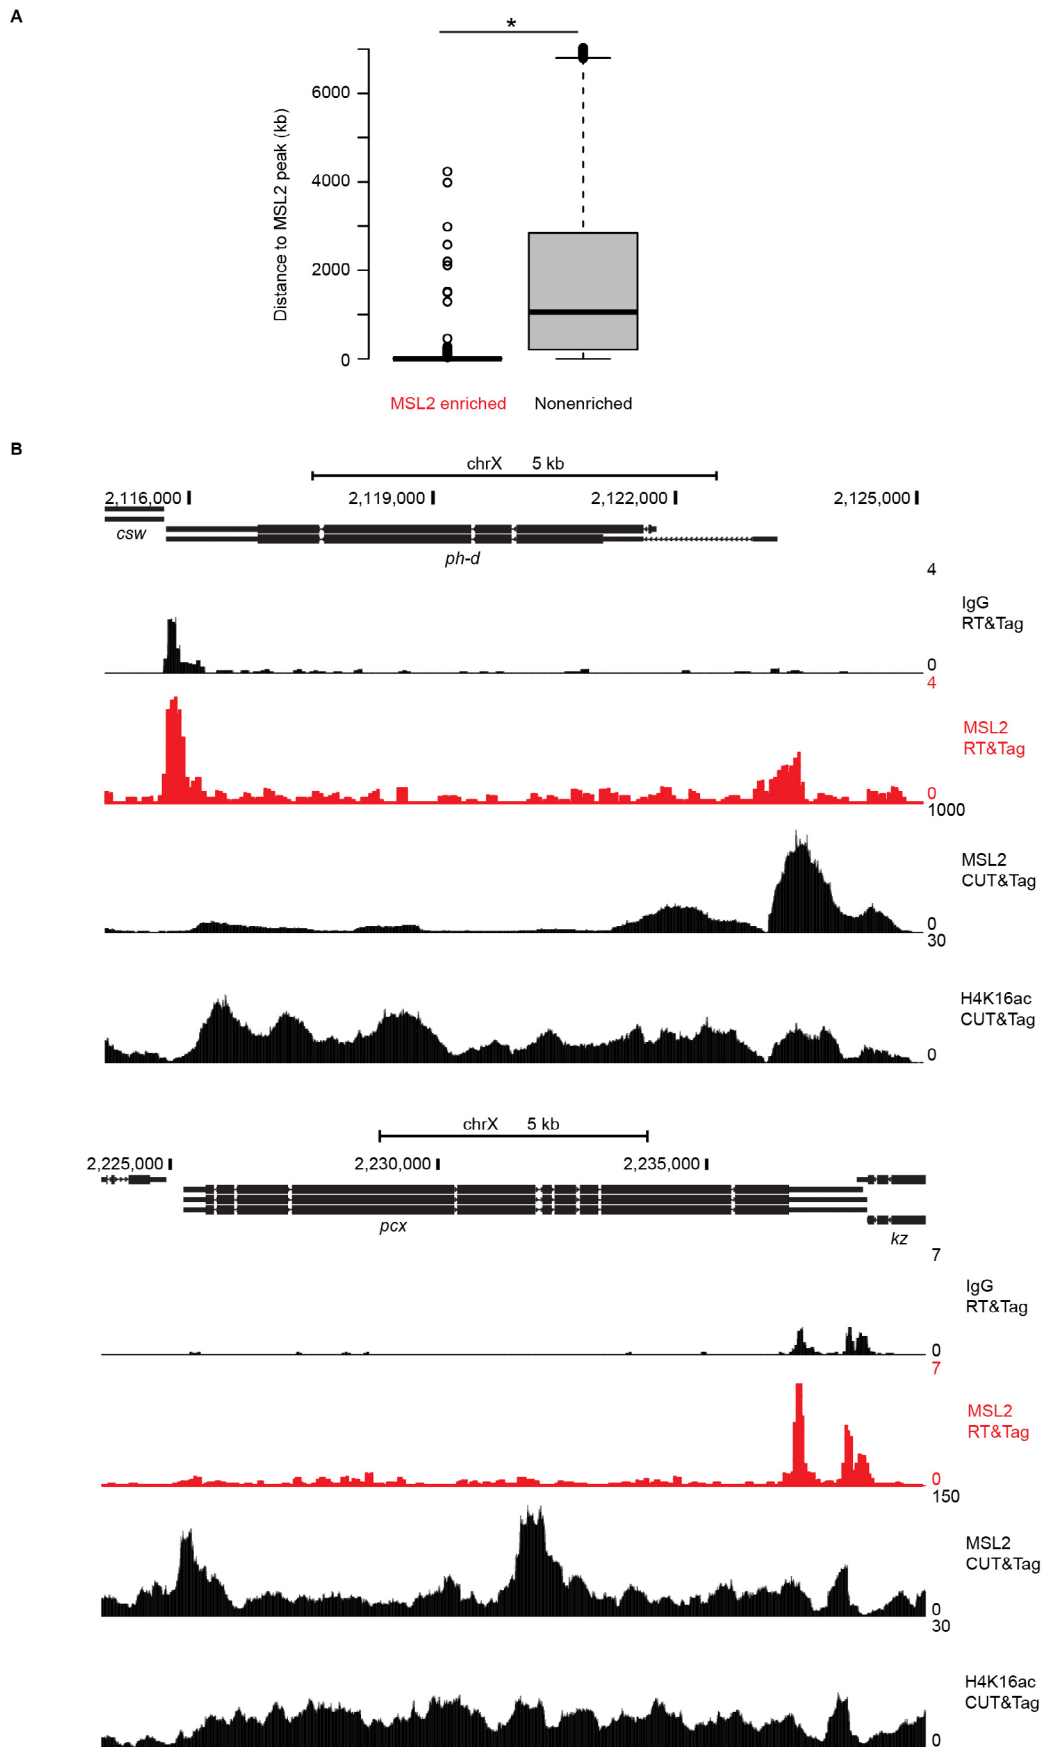 A
*
Distance to MSL2 peak (kb)
6000
4000
2000
0
MSL2 enriched
Nonenriched
B
chrX 5 kb
2,116,000 2,119,000 2,122,000 2,125,000
csw
ph-d
4
IgG
RT&Tag
0
4
MSL2
RT&Tag
0
1000
MSL2
CUT&Tag
0
30
H4K16ac
CUT&Tag
0
chrX 5 kb
2,225,000 2,230,000 2,235,000
pcx
kz
7
IgG
RT&Tag
0
7
MSL2
RT&Tag
0
150
MSL2
CUT&Tag
0
30
H4K16ac
CUT&Tag
0